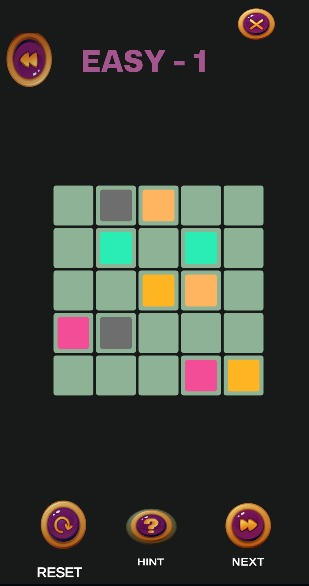 EASY - 1
?
RESET
HINT
NEXT